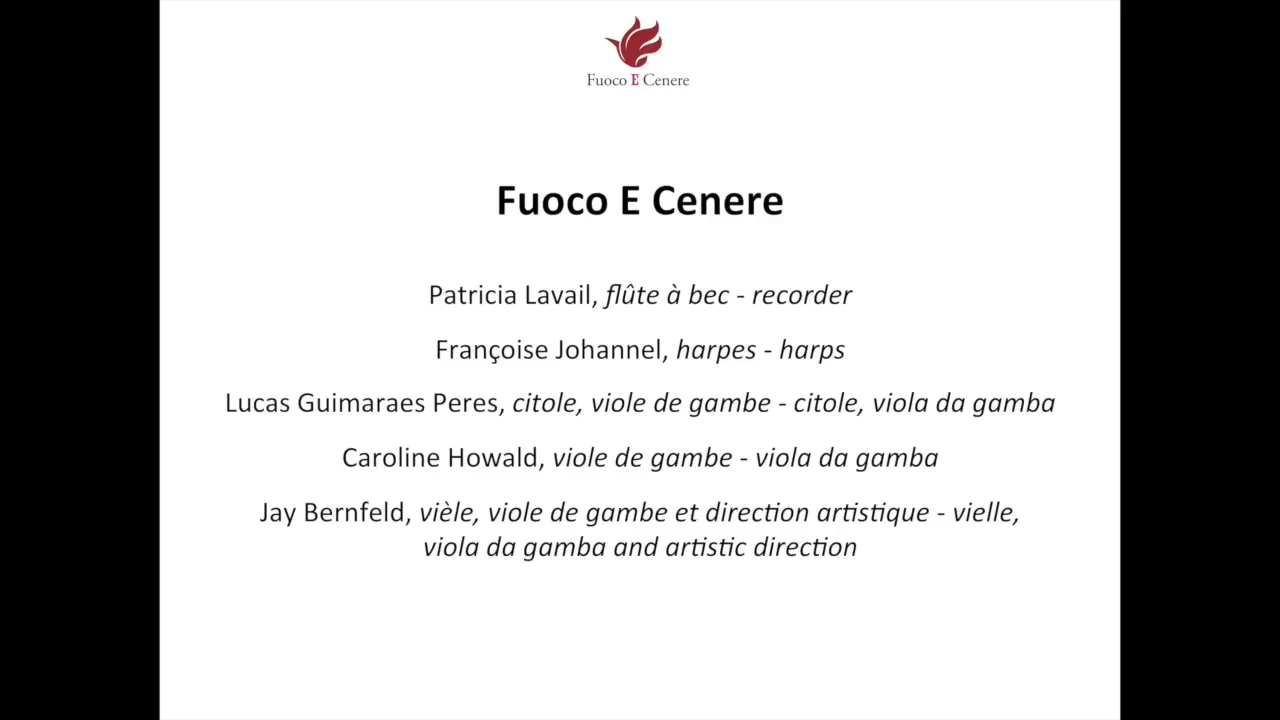 Fuoco E Cenere
Fuoco E Cenere
Patricia Lavail, flûte à bec - recorder
Françoise Johannel, harpes - harps
Lucas Guimaraes Peres, citole, viole de gambe - citole, viola da gamba
Caroline Howald, viole de gambe - viola da gamba
Jay Bernfeld, vièle, viole de gambe et direction artistique - vielle,
viola da gamba and artistic direction